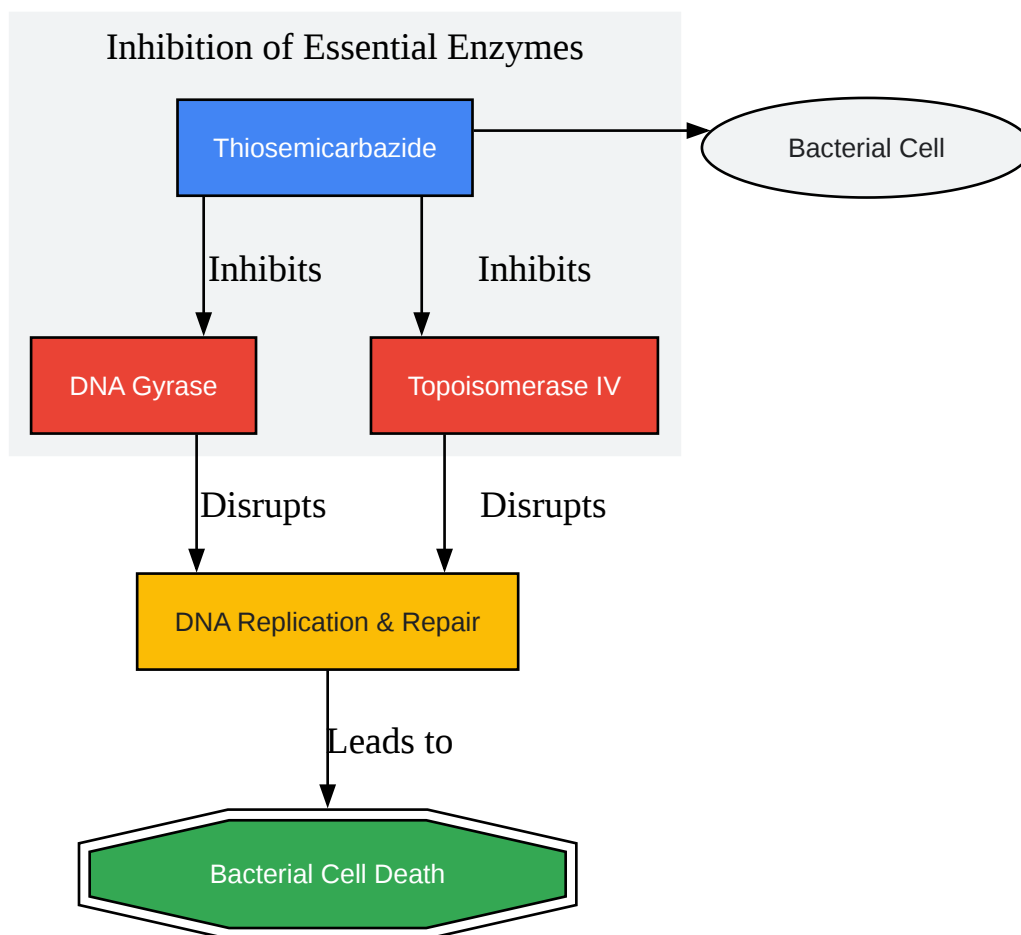 Inhibition of Essential Enzymes
Thiosemicarbazide
Bacterial Cell
Inhibits
Inhibits
DNA Gyrase
Topoisomerase IV
Disrupts
Disrupts
DNA Replication & Repair
Leads to
Bacterial Cell Death